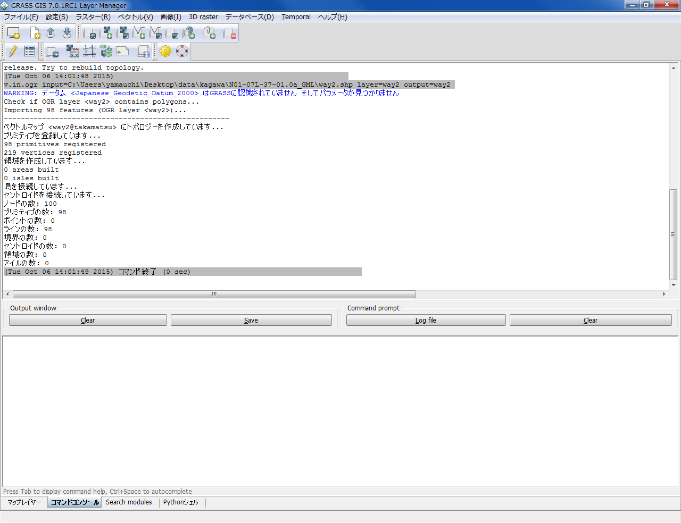 GRASS GIS 7.0.1RC1 Layer Manager
ファイル(F) 設定(S) ラスター(R) ベクトル(V) 画像(I) 3D raster データベース(D) Temporal ヘルプ(H)
release. Try to rebuild topology.
(Tue Oct 06 14:01:48 2015)
v.in.ogr input=C:\Users\yamauchi\Desktop\data\kagawa\N01-07L-37-01.0a_GML\way2.shp layer=way2 output=way2
WARNING: データム <Japanese Geodetic Datum 2000> はGRASSに認識されていません そしてパラメータが見つかりません
Check if OGR layer <way2> contains polygons...
Importing 98 features (OGR layer <way2>)...
-----------------------------------------------------
ベクトルマップ <way2@takamatsu> にトポロジーを作成しています...
プリミティブを登録しています...
98 primitives registered
219 vertices registered
領域を作成しています...
0 areas built
0 isles built
島を接続しています...
セントロイドを接続しています...
ノードの数: 100
プリミティブの数: 98
ポイントの数: 0
ラインの数: 98
境界の数: 0
セントロイドの数: 0
領域の数: 0
アイルの数: 0
(Tue Oct 06 14:01:49 2015) コマンド終了 (0 sec)
Output window Command prompt
Clear Save Log file Clear
Press Tab to display command help, Ctrl+Space to autocomplete
マップレイヤー コマンドコンソール Search modules Pythonシェル